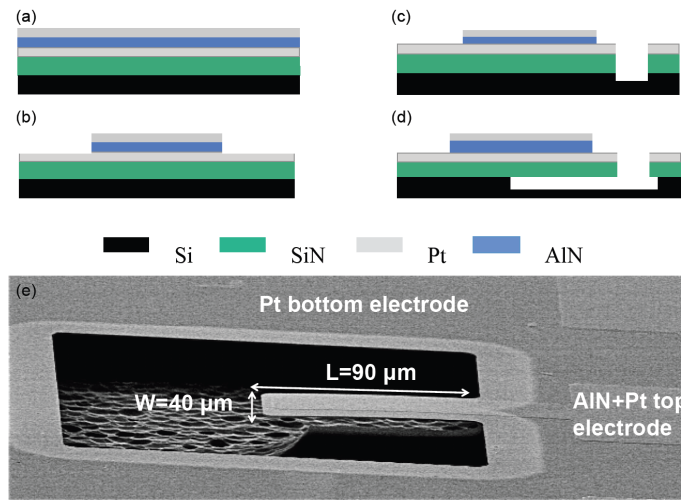 (a)
(c)
(b)
(d)
Si
SiN
Pt
AlN
(e)
Pt bottom electrode
L=90 µm
W=40 µm
AlN+Pt top
electrode